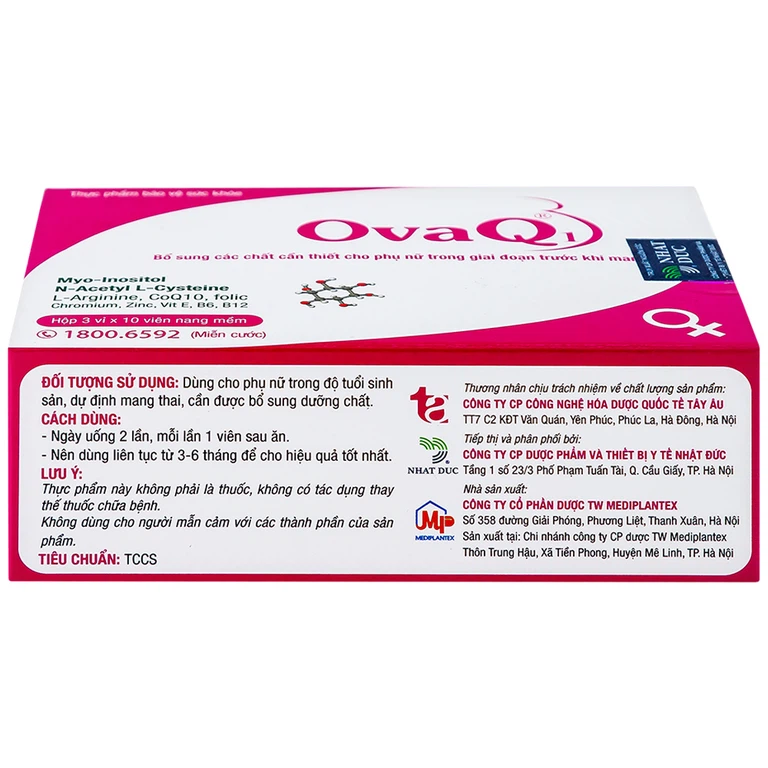 Thực phẩm bảo vệ sức khỏe
OvaQ1
®
Bổ sung các chất cần thiết cho phụ nữ trong giai đoạn trước khi
NHAT DUC
Myo-Inositol
N-Acetyl L-Cysteine
L-Arginine, CoQ10, folic
Chromium, Zinc, Vit E, B6, B12
Hộp 3 vỉ x 10 viên nang mềm
1800.6592 (Miễn cước)
ĐỐI TƯỢNG SỬ DỤNG: Dùng cho phụ nữ trong độ tuổi sinh
sản, dự định mang thai, cần được bổ sung dưỡng chất.
CÁCH DÙNG:
- Ngày uống 2 lần, mỗi lần 1 viên sau ăn.
- Nên dùng liên tục từ 3-6 tháng để cho hiệu quả tốt nhất.
LƯU Ý:
Thực phẩm này không phải là thuốc, không có tác dụng thay
thế thuốc chữa bệnh.
Không dùng cho người mẫn cảm với các thành phần của sản
phẩm.
TIÊU CHUẨN: TCCS
ta
Thương nhân chịu trách nhiệm về chất lượng sản phẩm:
CÔNG TY CP CÔNG NGHỆ HÓA DƯỢC QUỐC TẾ TÂY ÂU
TT7 C2 KĐT Văn Quán, Yên Phúc, Phúc La, Hà Đông, Hà Nội
NHAT DUC
Tiếp thị và phân phối bởi:
CÔNG TY CP DƯỢC PHẨM VÀ THIẾT BỊ Y TẾ NHẬT ĐỨC
Tầng 1 số 23/3 Phố Phạm Tuấn Tài, Q. Cầu Giấy, TP. Hà Nội
MP
MEDIPLANTEX
Nhà sản xuất:
CÔNG TY CỔ PHẦN DƯỢC TW MEDIPLANTEX
Số 358 đường Giải Phóng, Phương Liệt, Thanh Xuân, Hà Nội
Sản xuất tại: Chi nhánh công ty CP dược TW Mediplantex
Thôn Trung Hậu, Xã Tiền Phong, Huyện Mê Linh, TP. Hà Nội